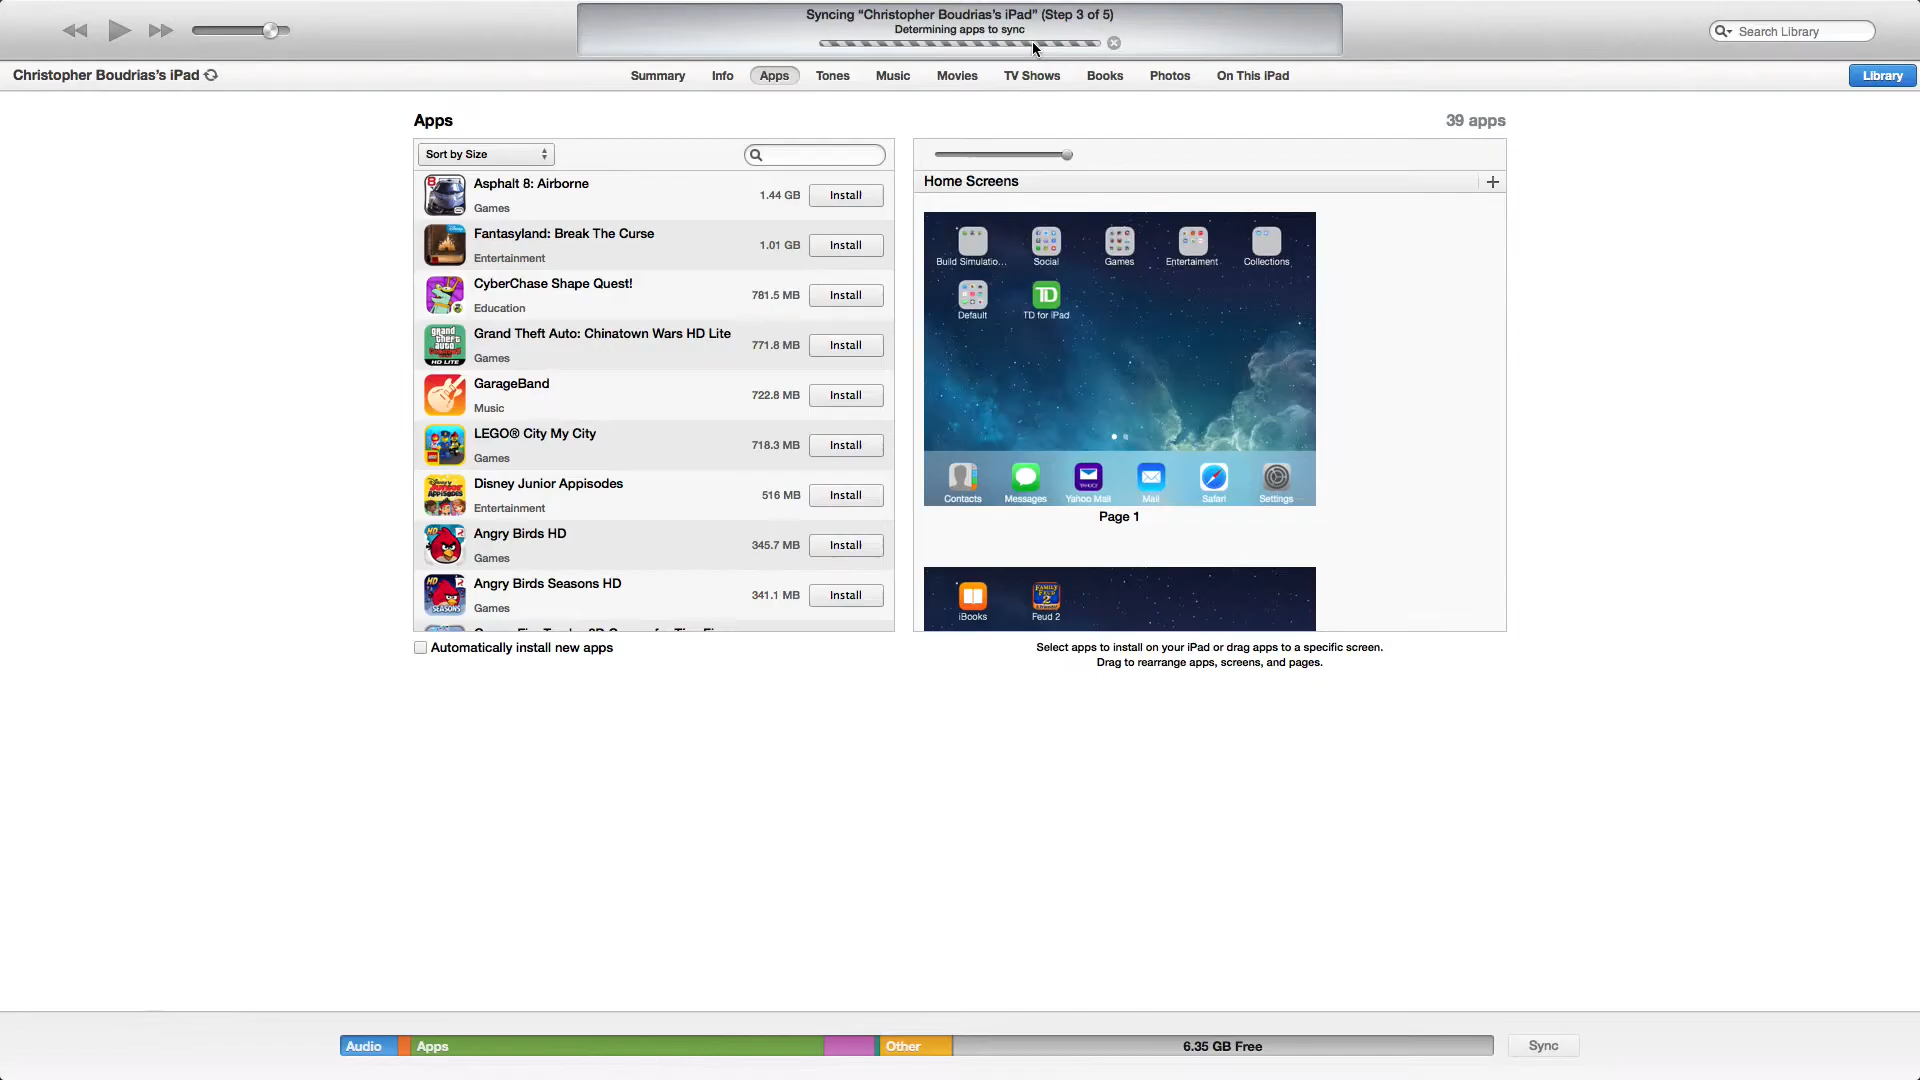 Syncing “Christopher Boudrias’s iPad” (Step 3 of 5)
Determining apps to sync
Search Library
Christopher Boudrias’s iPad
Summary
Info
Apps
Tones
Music
Movies
TV Shows
Books
Photos
On This iPad
Library
Apps
39 apps
Sort by Size
Asphalt 8: Airborne
Games
1.44 GB
Install
Fantasyland: Break The Curse
Entertainment
1.01 GB
Install
CyberChase Shape Quest!
Education
781.5 MB
Install
Grand Theft Auto: Chinatown Wars HD Lite
Games
771.8 MB
Install
GarageBand
Music
722.8 MB
Install
LEGO® City My City
Games
718.3 MB
Install
Disney Junior Appisodes
Entertainment
516 MB
Install
Angry Birds HD
Games
345.7 MB
Install
Angry Birds Seasons HD
Games
341.1 MB
Install
Automatically install new apps
Home Screens
Build Simulatio...
Social
Games
Entertaiment
Collections
Default
TD for iPad
Contacts
Messages
Yahoo Mail
Mail
Safari
Settings
Page 1
iBooks
Feud 2
Select apps to install on your iPad or drag apps to a specific screen.
Drag to rearrange apps, screens, and pages.
Audio
Apps
Other
6.35 GB Free
Sync